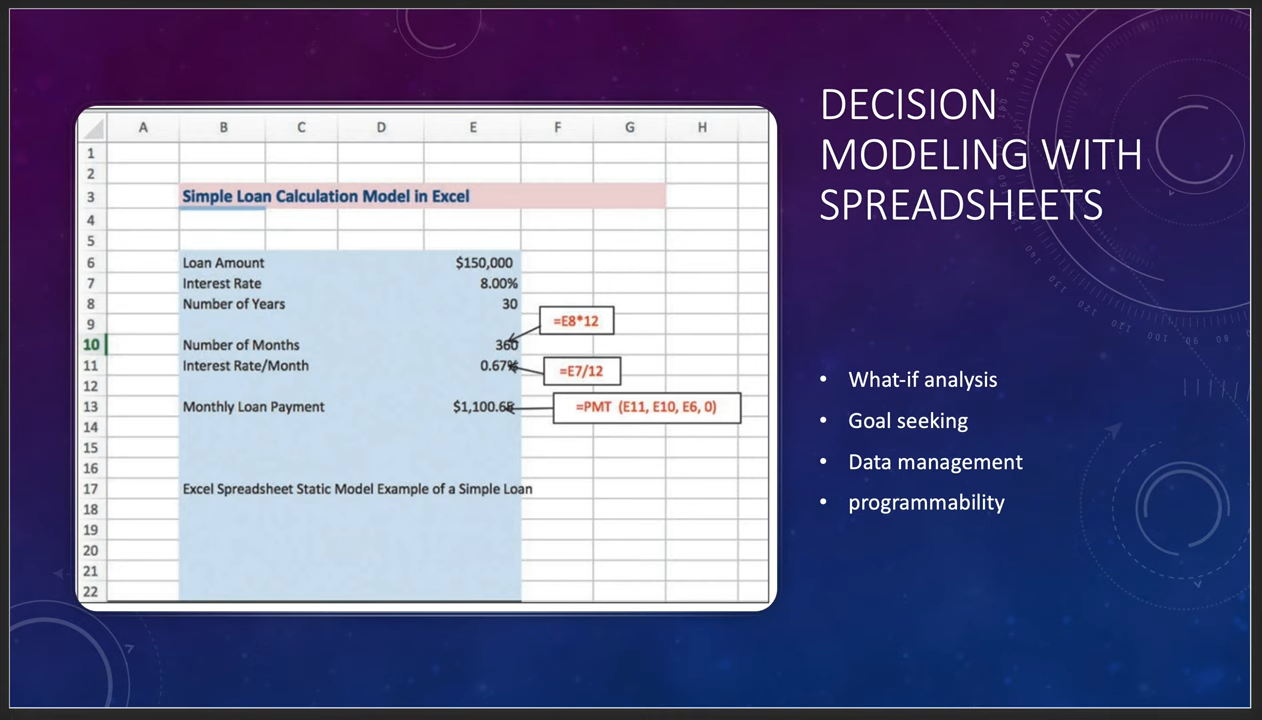 DECISION
MODELING WITH
SPREADSHEETS
A B C D E F G H
1
2
3 Simple Loan Calculation Model in Excel
4
5
6 Loan Amount $150,000
7 Interest Rate 8.00%
8 Number of Years 30
9 =E8*12
10 Number of Months 360
11 Interest Rate/Month 0.67% =E7/12
12
13 Monthly Loan Payment $1,100.65 =PMT (E11, E10, E6, 0)
14
15
16
17 Excel Spreadsheet Static Model Example of a Simple Loan
18
19
20
21
22
• What-if analysis
• Goal seeking
• Data management
• programmability